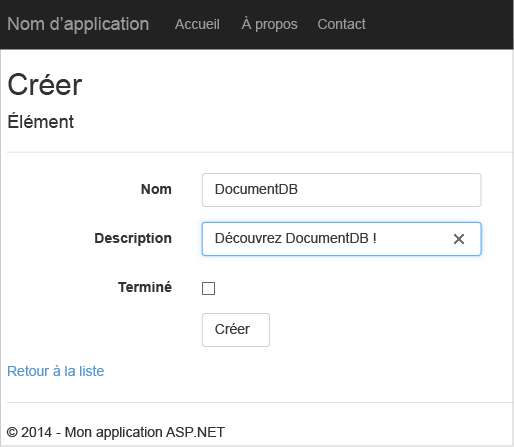 Nom d'application Accueil À propos Contact
Créer
Élément
Nom DocumentDB
Description Découvrez DocumentDB !
Terminé
Créer
Retour à la liste
© 2014 - Mon application ASP.NET